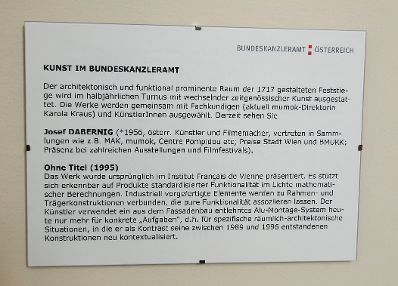 BUNDESKANZLERAMT ÖSTERREICH
KUNST IM BUNDESKANZLERAMT
Der architektonisch und funktional prominente Raum der 1717 gestalteten Feststie-
ge wird im halbjährlichen Turnus mit wechselnder zeitgenössischer Kunst ausgestat-
tet. Die Werke werden gemeinsam mit Fachkundigen (aktuell mumok-Direktorin
Karola Kraus) und KünstlerInnen ausgewählt. Derzeit sehen Sie
Josef DABERNIG (*1956, österr. Künstler und Filmemacher, vertreten in Samm-
lungen wie z.B. MAK, mumok, Centre Pompidou etc; Preise Stadt Wien und BMUKK;
Präsenz bei zahlreichen Ausstellungen und Filmfestivals).
Ohne Titel (1995)
Das Werk wurde ursprünglich im Institut Français de Vienne präsentiert. Es stützt
sich erkennbar auf Produkte standardisierter Funktionalität im Lichte mathemati-
scher Berechnungen. Industriell vorgefertigte Elemente werden zu Rahmen- und
Trägerkonstruktionen verbunden, die pure Funktionalität assoziieren lassen. Der
Künstler verwendet ein aus dem Fassadenbau entlehntes Alu-Montage-System heu-
te nur mehr für konkrete „Aufgaben", d.h. für spezifische räumlich-architektonische
Situationen, in die er als Kontrast seine zwischen 1989 und 1996 entstandenen
Konstruktionen neu kontextualisiert.